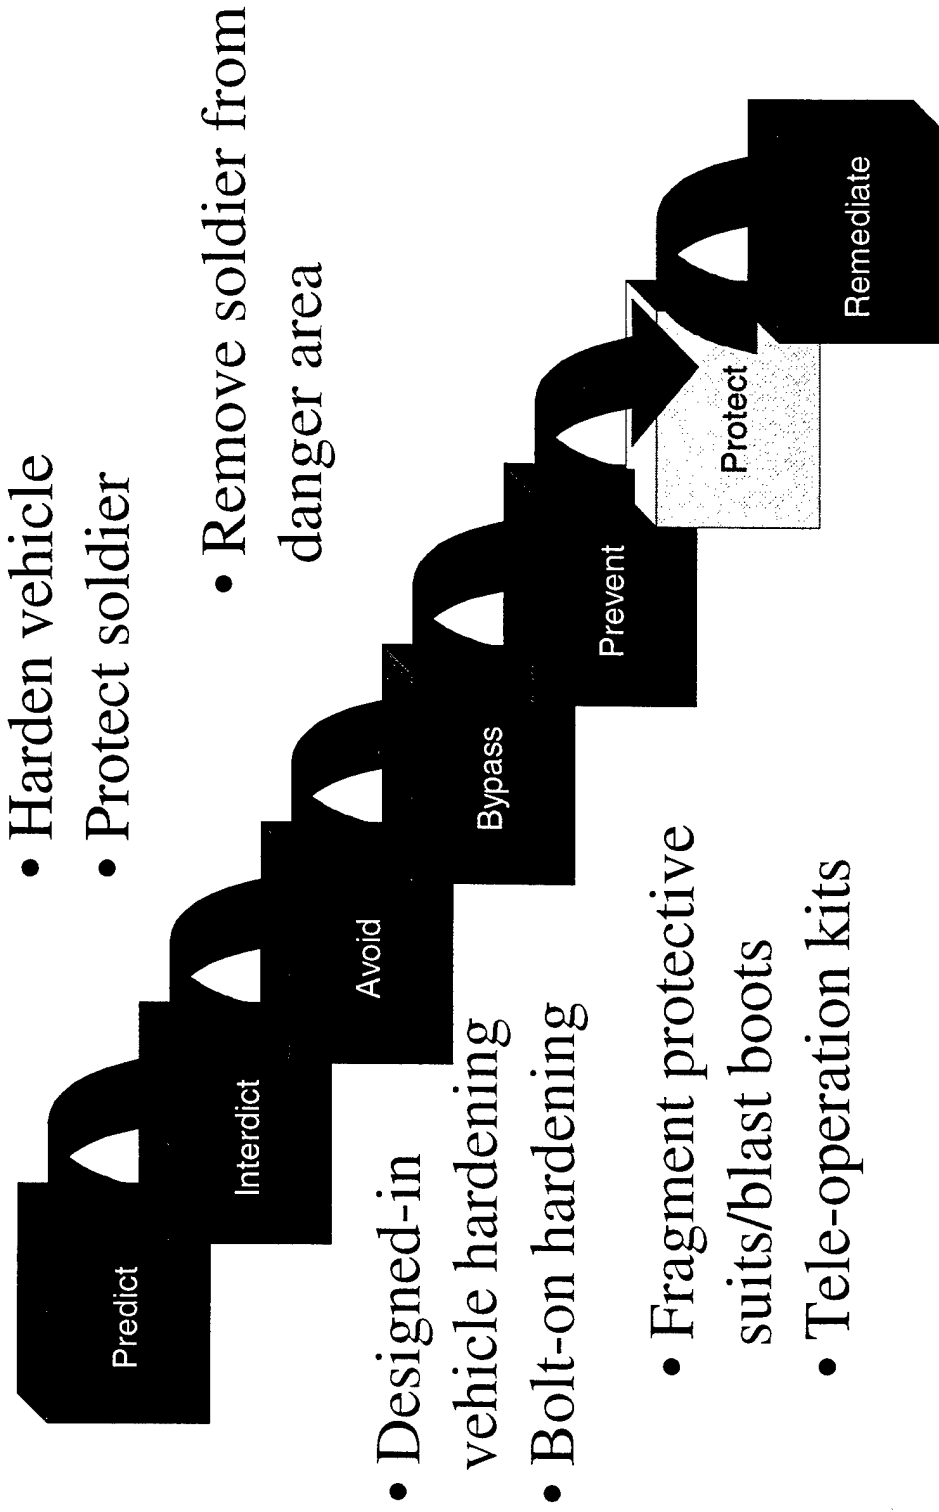 • Harden vehicle
• Protect soldier
• Remove soldier from
danger area
Predict
Interdict
Avoid
Bypass
Prevent
Protect
Remediate
• Designed-in
vehicle hardening
• Bolt-on hardening
• Fragment protective
suits/blast boots
• Tele-operation kits